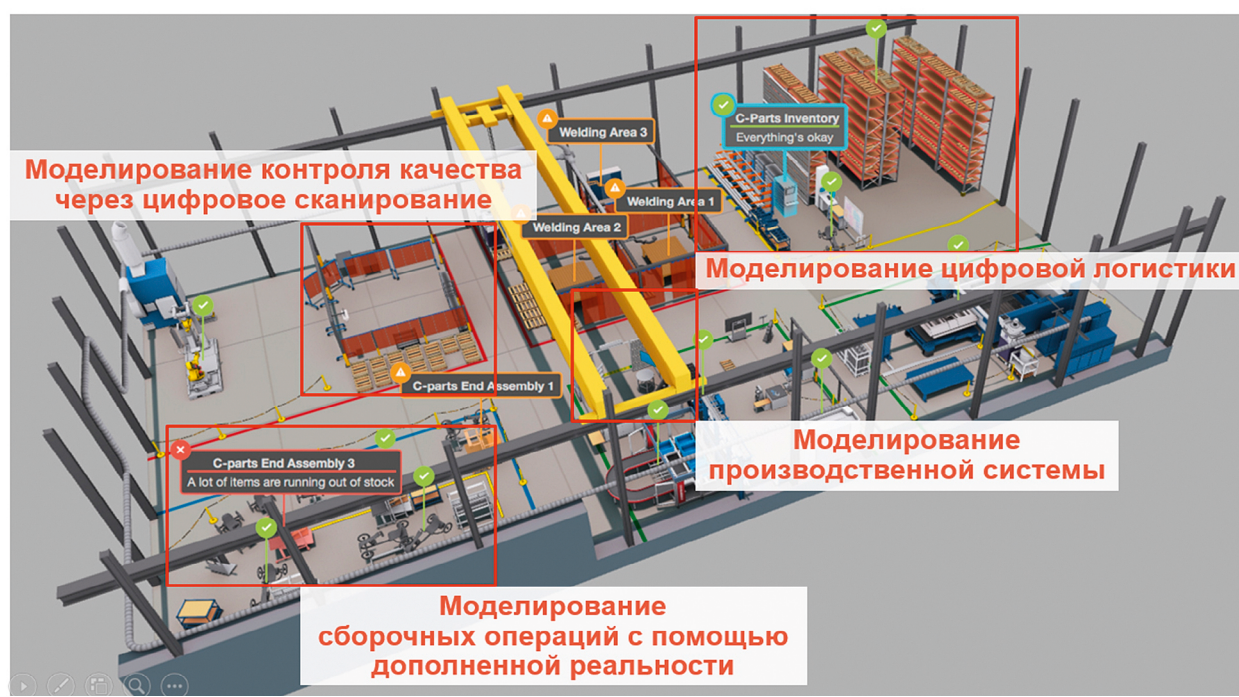 Welding Area 3
C-Parts Inventory
Everything's okay
Моделирование контроля качества
через цифровое сканирование
Welding Area 1
Welding Area 2
Моделирование цифровой логистики
C-parts End Assembly 1
Моделирование
производственной системы
C-parts End Assembly 3
A lot of items are running out of stock
Моделирование
сборочных операций с помощью
дополненной реальности